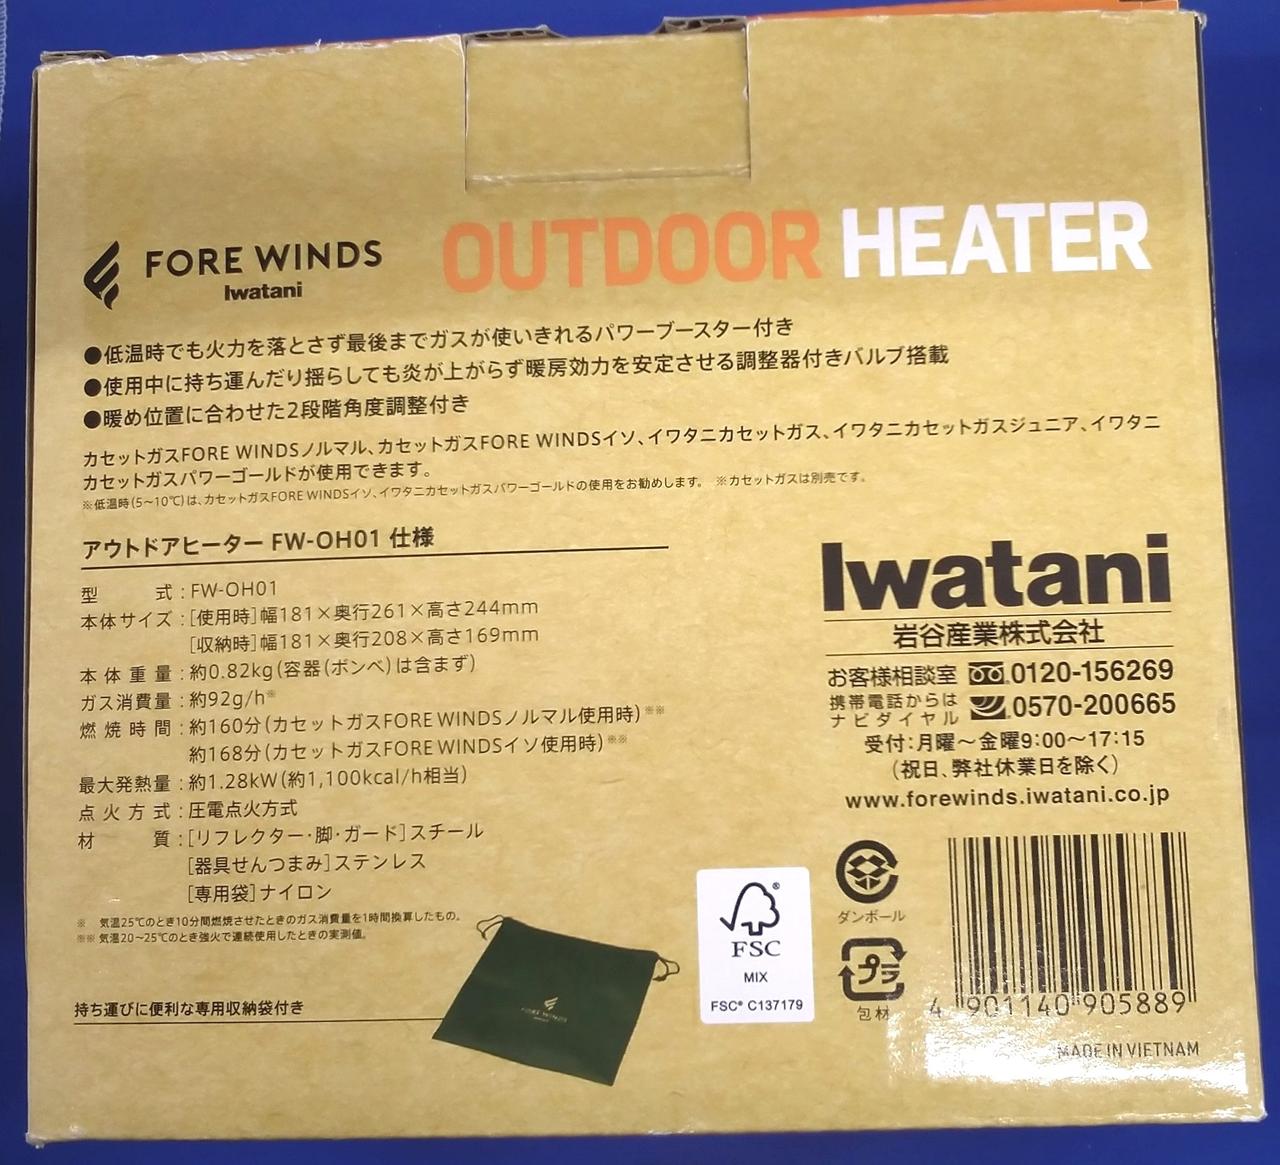 FORE WINDS
Iwatani
OUTDOOR HEATER
●低温時でも火力を落とさず最後までガスが使いきれるパワーブースター付き
●使用中に持ち運んだり揺らしても炎が上がらず暖房効力を安定させる調整器付きバルブ搭載
●暖め位置に合わせた2段階角度調整付き
カセットガスFORE WINDSノルマル、カセットガスFORE WINDSイソ、イワタニカセットガス、イワタニカセットガスジュニア、イワタニ
カセットガスパワーゴールドが使用できます。
※低温時(5~10℃)は、カセットガスFORE WINDSイソ、イワタニカセットガスパワーゴールドの使用をお勧めします。 ※カセットガスは別売です。
アウトドアヒーター FW-OH01 仕様
型式:FW-OH01
本体サイズ:[使用時]幅181×奥行261×高さ244mm
[収納時]幅181×奥行208×高さ169mm
本体重量:約0.82kg(容器(ボンベ)は含まず)
ガス消費量:約92g/h※
燃焼時間:約160分(カセットガスFORE WINDSノルマル使用時)※※
約168分(カセットガスFORE WINDSイソ使用時)※※
最大発熱量:約1.28kW(約1,100kcal/h相当)
点火方式:圧電点火方式
材質:[リフレクター・脚・ガード]スチール
[器具せんつまみ]ステンレス
[専用袋]ナイロン
※ 気温25℃のとき10分間燃焼させたときのガス消費量を1時間換算したもの。
※※ 気温20~25℃のとき強火で連続使用したときの実測値。
持ち運びに便利な専用収納袋付き
FORE WINDS
Iwatani
岩谷産業株式会社
お客様相談室 0120-156269
携帯電話からは
ナビダイヤル 0570-200665
受付:月曜~金曜9:00~17:15
(祝日、弊社休業日を除く)
www.forewinds.iwatani.co.jp
FSC
MIX
FSC® C137179
ダンボール
プラ
包材
4 901140 905889
MADE IN VIETNAM